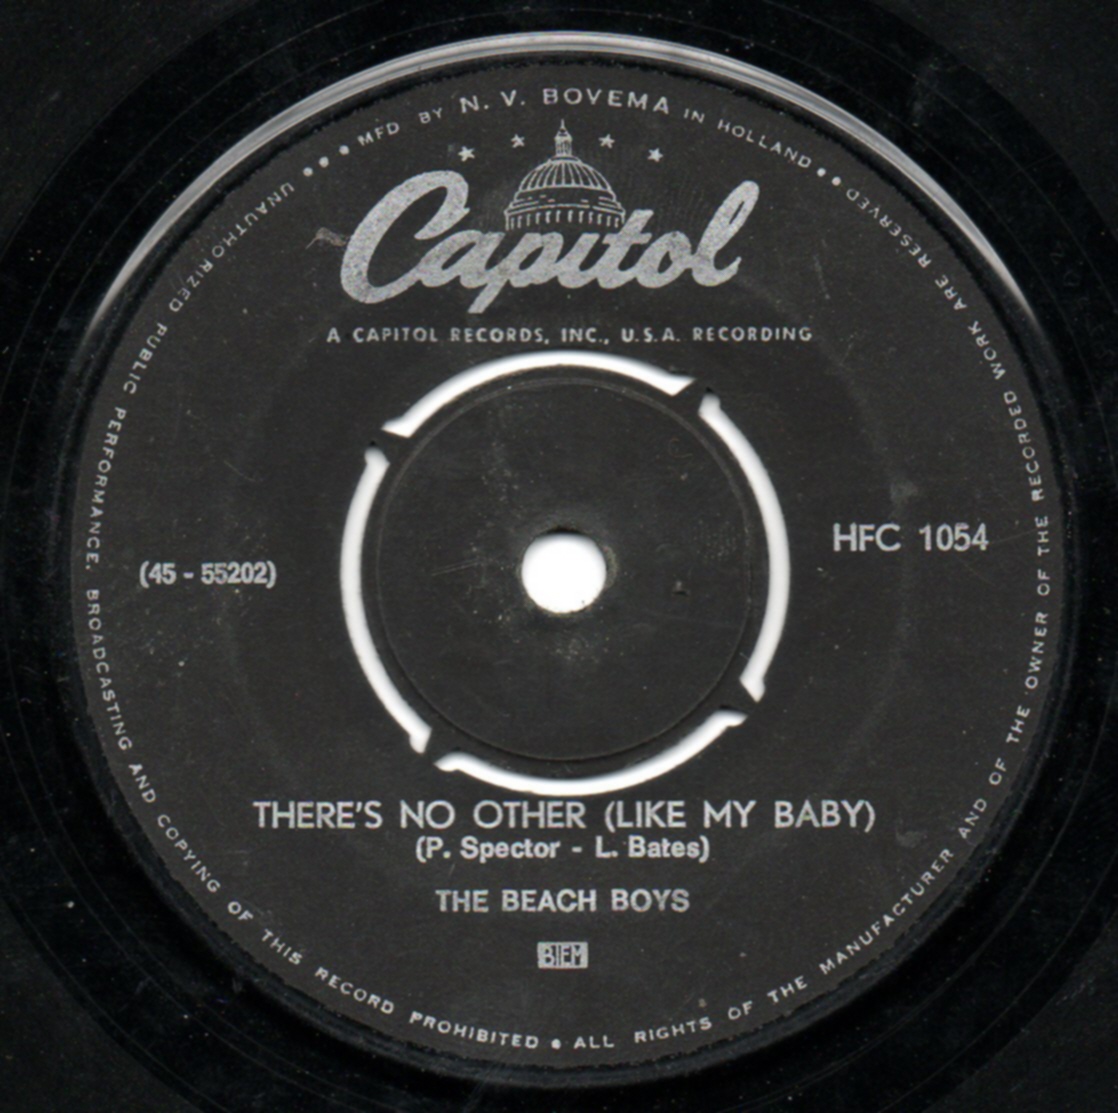 MFD BY N. V. BOVEMA IN HOLLAND
Capitol
A CAPITOL RECORDS, INC., U.S.A. RECORDING
HFC 1054
(45 - 55202)
THERE'S NO OTHER (LIKE MY BABY)
(P. Spector - L. Bates)
THE BEACH BOYS
BIEM
UNAUTHORIZED PUBLIC PERFORMANCE, BROADCASTING AND COPYING OF THIS RECORD PROHIBITED • ALL RIGHTS OF THE MANUFACTURER AND OF THE OWNER OF THE RECORDED WORK ARE RESERVED